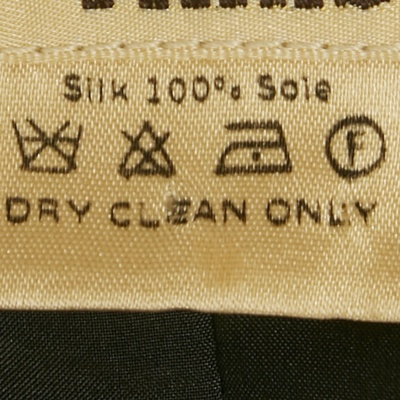 Silk 100% Soie
F
DRY CLEAN ONLY